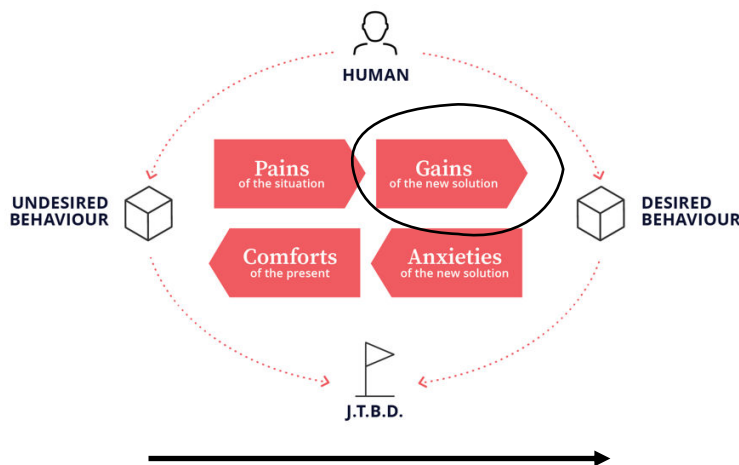 HUMAN
Pains
of the situation
Gains
of the new solution
UNDESIRED
BEHAVIOUR
DESIRED
BEHAVIOUR
Comforts
of the present
Anxieties
of the new solution
J.T.B.D.